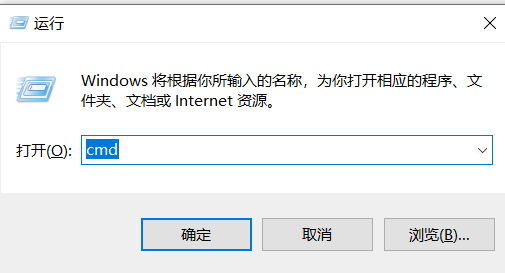 运行
Windows 将根据你所输入的名称，为你打开相应的程序、文
件夹、文档或 Internet 资源。
打开(O): cmd
确定 取消 浏览(B)...